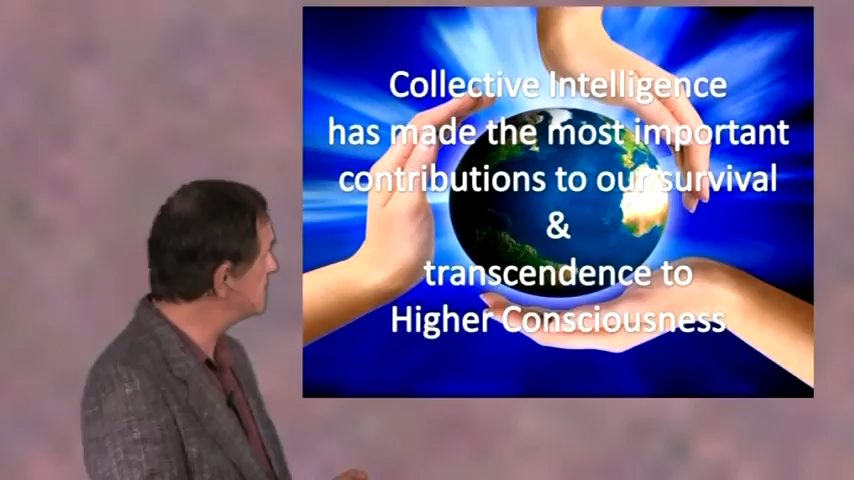 Collective Intelligence
has made the most important
contributions to our survival
&
transcendence to
Higher Consciousness